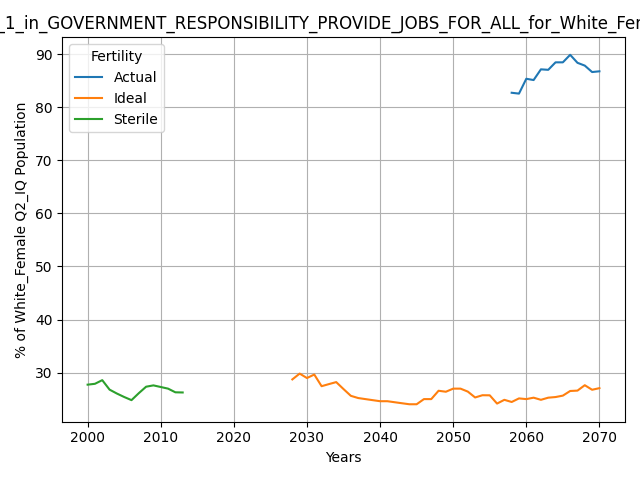 _1_in_GOVERNMENT_RESPONSIBILITY_PROVIDE_JOBS_FOR_ALL_for_White_Fer
Fertility
Actual
Ideal
Sterile
90
80
70
60
50
40
30
% of White_Female Q2_IQ Population
2000 2010 2020 2030 2040 2050 2060 2070
Years